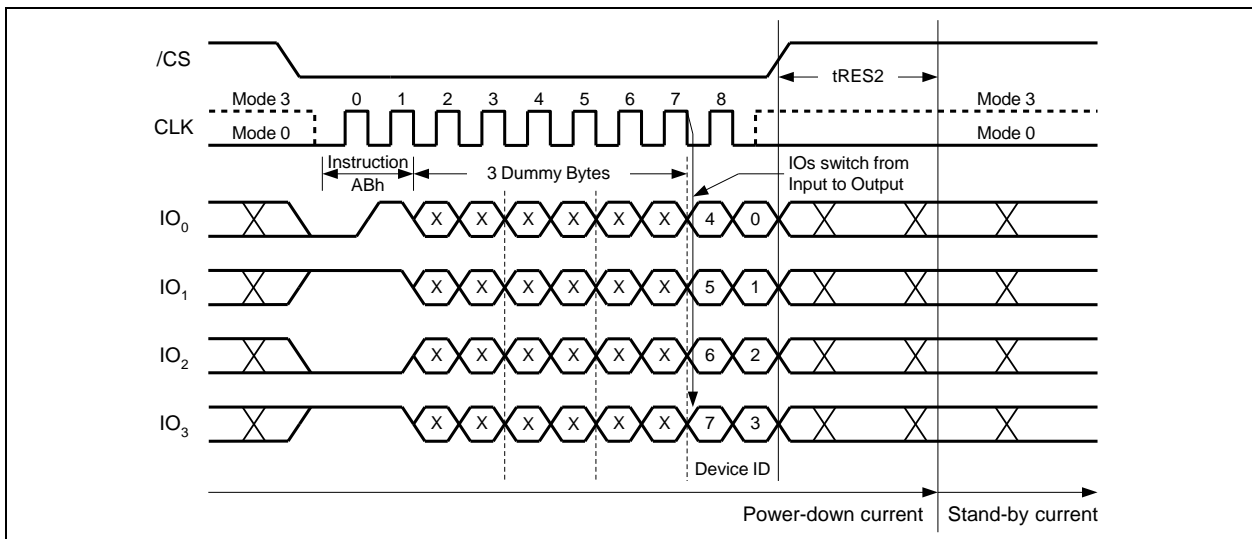 /CS
tRES2
Mode 3 0 1 2 3 4 5 6 7 8 Mode 3
CLK
Mode 0 Mode 0
Instruction
ABh
3 Dummy Bytes
IOs switch from
Input to Output
IO0 X X X X X X 4 0
IO1 X X X X X X 5 1
IO2 X X X X X X 6 2
IO3 X X X X X X 7 3
Device ID
Power-down current Stand-by current